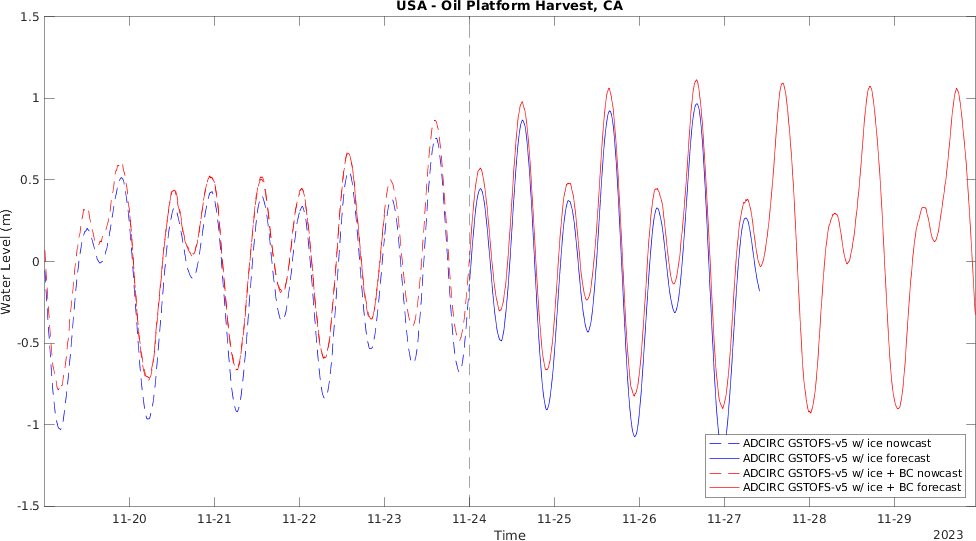 USA - Oil Platform Harvest, CA
1.5
1
0.5
0
-0.5
-1
-1.5
Water Level (m)
11-20
11-21
11-22
11-23
11-24
11-25
11-26
11-27
11-28
11-29
Time
2023
ADCIRC GSTOFS-v5 w/ ice nowcast
ADCIRC GSTOFS-v5 w/ ice forecast
ADCIRC GSTOFS-v5 w/ ice + BC nowcast
ADCIRC GSTOFS-v5 w/ ice + BC forecast